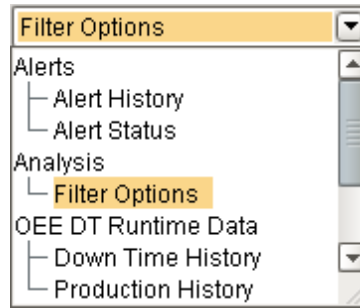 Filter Options
Alerts
Alert History
Alert Status
Analysis
Filter Options
OEE DT Runtime Data
Down Time History
Production History